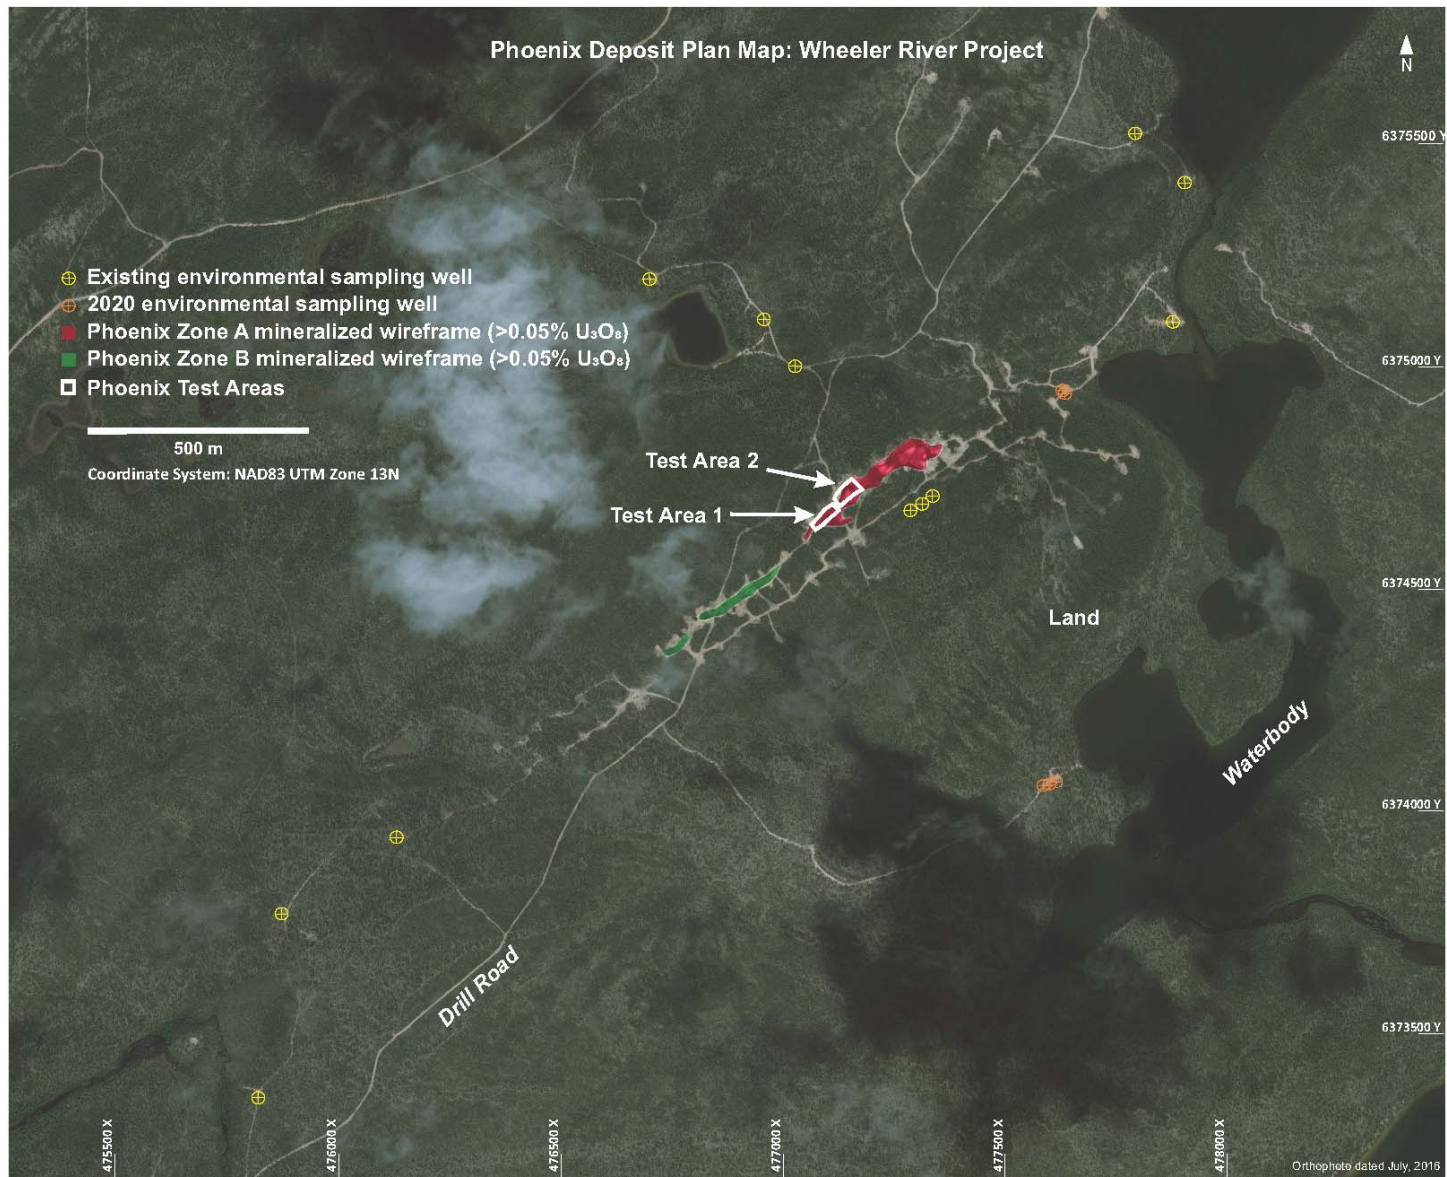 Phoenix Deposit Plan Map: Wheeler River Project
N
6375500 Y
Existing environmental sampling well
2020 environmental sampling well
Phoenix Zone A mineralized wireframe (>0.05% U₃O₈)
Phoenix Zone B mineralized wireframe (>0.05% U₃O₈)
6375000 Y
Phoenix Test Areas
500 m
Coordinate System: NAD83 UTM Zone 13N
Test Area 2
Test Area 1
6374500 Y
Land
Waterbody
6374000 Y
Drill Road
6373500 Y
475500 X
476000 X
476500 X
477000 X
477500 X
478000 X
Orthophoto dated July, 2016